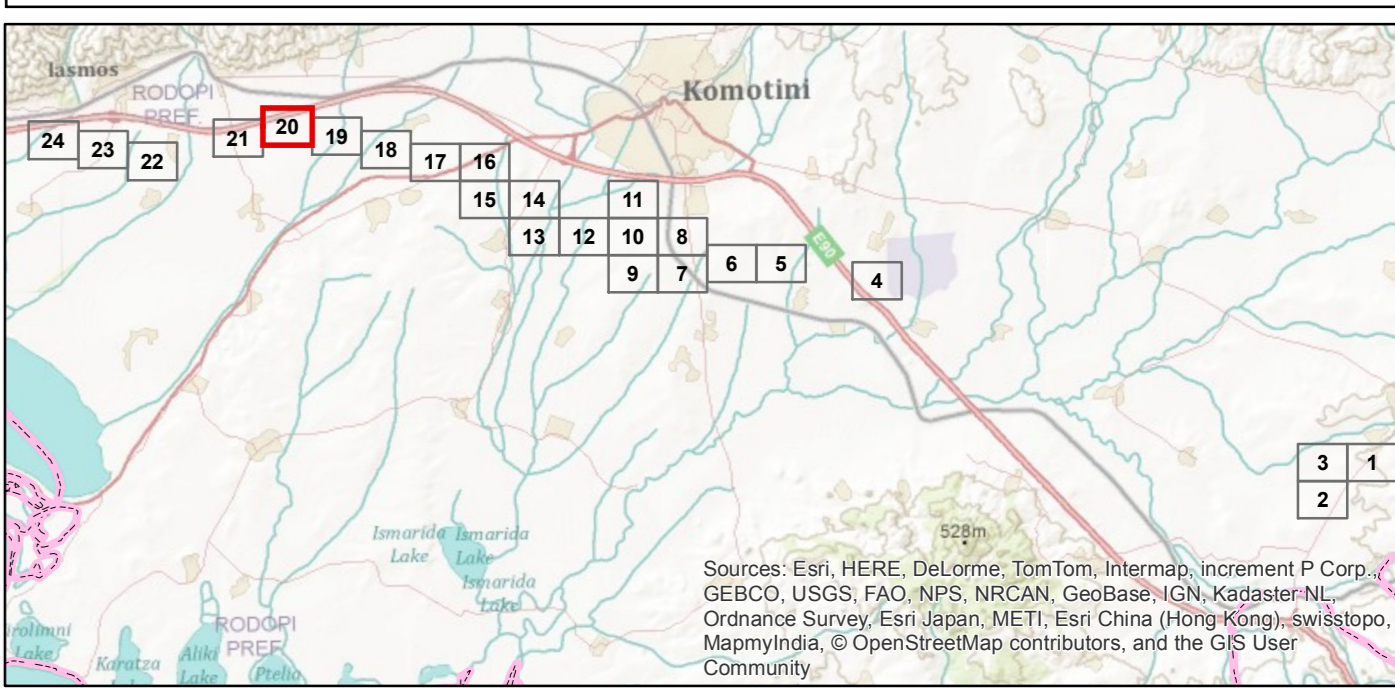 Iasmos
RODOPI
PREF.
Komotini
24
23
22
21
20
19
18
17
16
15
14
11
13
12
10
8
9
7
6
5
E90
4
3
1
2
528m
Ismarida
Lake
Ismarida
Lake
Ismarida
Lake
RODOPI
PREF.
Lake
Karatza
Aliki
Lake
Ptelia
Sources: Esri, HERE, DeLorme, TomTom, Intermap, increment P Corp.,
GEBCO, USGS, FAO, NPS, NRCAN, GeoBase, IGN, Kadaster NL,
Ordnance Survey, Esri Japan, METI, Esri China (Hong Kong), swisstopo,
MapmyIndia, © OpenStreetMap contributors, and the GIS User
Community